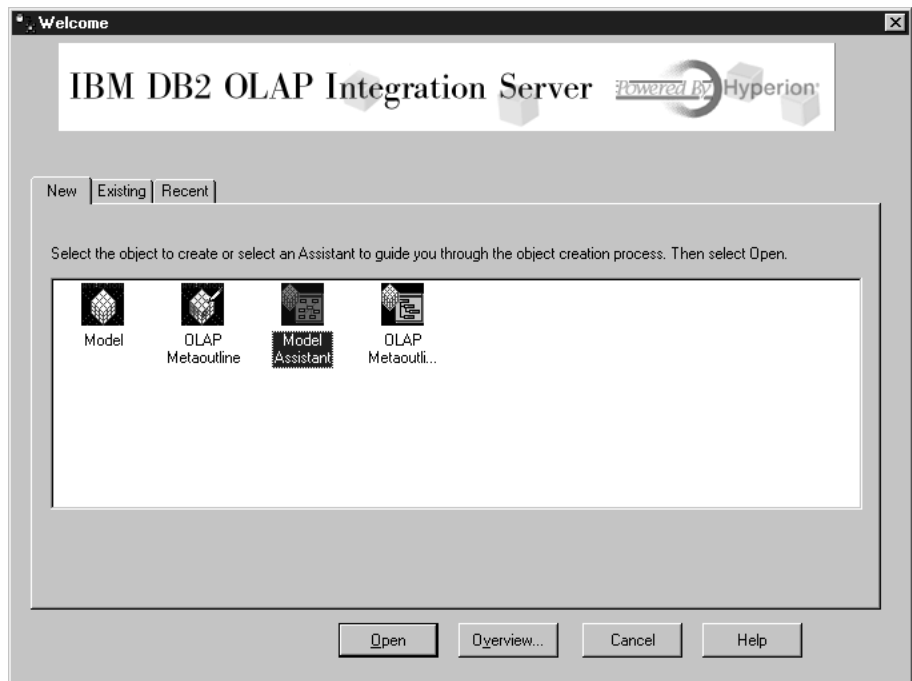 Welcome
IBM DB2 OLAP Integration Server Powered By Hyperion
New Existing Recent
Select the object to create or select an Assistant to guide you through the object creation process. Then select Open.
Model
OLAP
Metaoutline
Model
Assistant
OLAP
Metaoutli...
Open Overview... Cancel Help